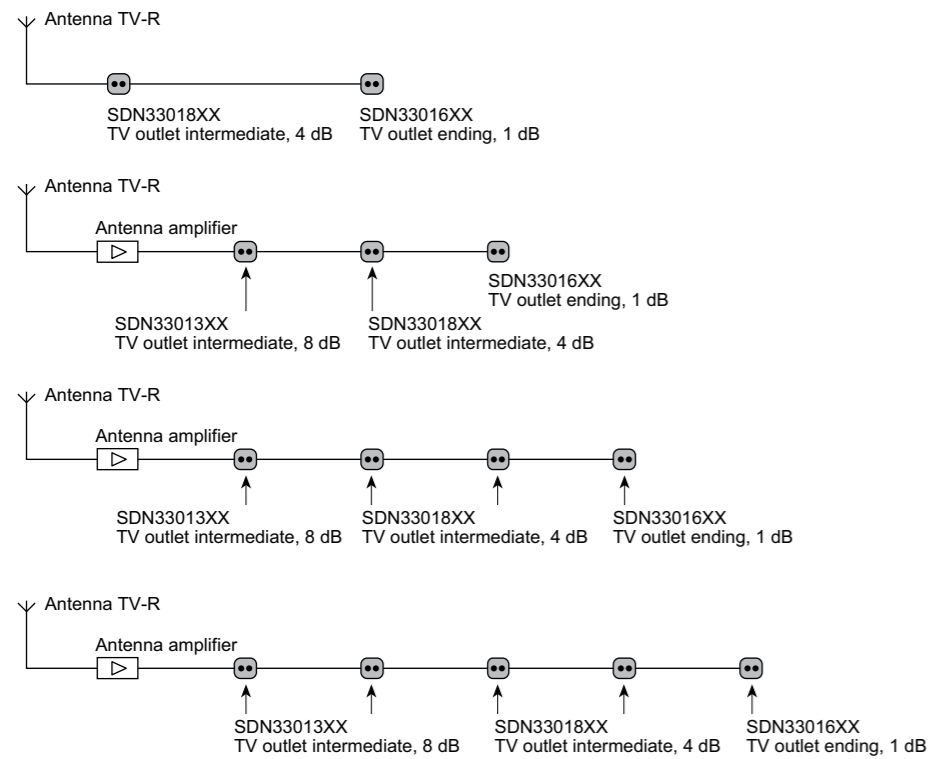 Antenna TV-R
SDN33018XX
TV outlet intermediate, 4 dB
SDN33016XX
TV outlet ending, 1 dB
Antenna TV-R
Antenna amplifier
SDN33016XX
TV outlet ending, 1 dB
SDN33013XX
TV outlet intermediate, 8 dB
SDN33018XX
TV outlet intermediate, 4 dB
Antenna TV-R
Antenna amplifier
SDN33013XX
TV outlet intermediate, 8 dB
SDN33018XX
TV outlet intermediate, 4 dB
SDN33016XX
TV outlet ending, 1 dB
Antenna TV-R
Antenna amplifier
SDN33013XX
TV outlet intermediate, 8 dB
SDN33018XX
TV outlet intermediate, 4 dB
SDN33016XX
TV outlet ending, 1 dB